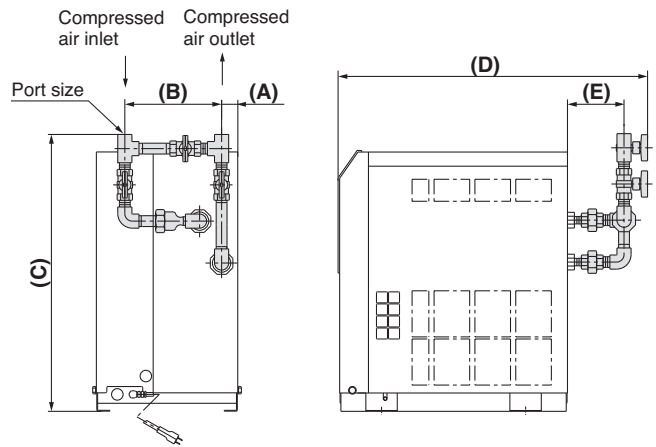 Compressed
air inlet
Compressed
air outlet
Port size
(B)
(A)
(C)
(D)
(E)